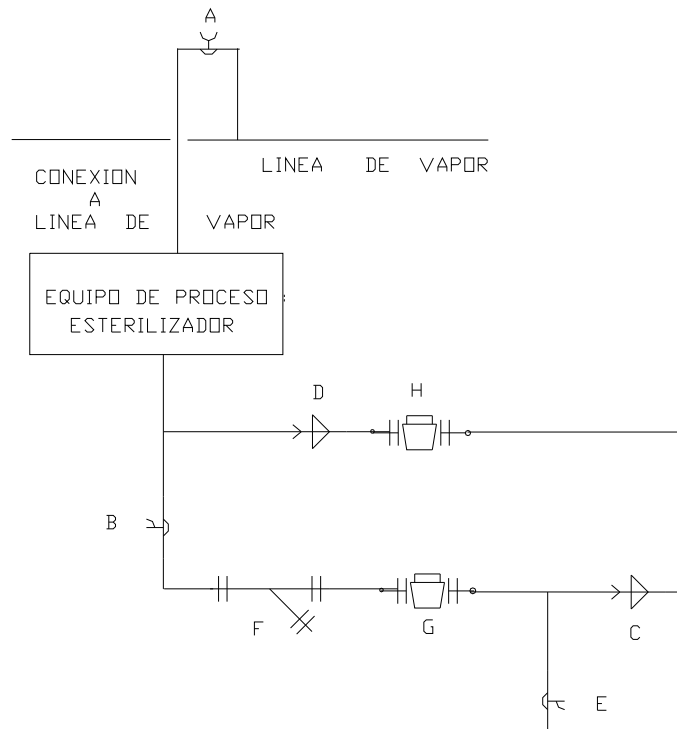 A
LINEA DE VAPOR
CONEXION
A
LINEA DE VAPOR
EQUIPO DE PROCESO
ESTERILIZADOR
D
H
B
F
G
C
E